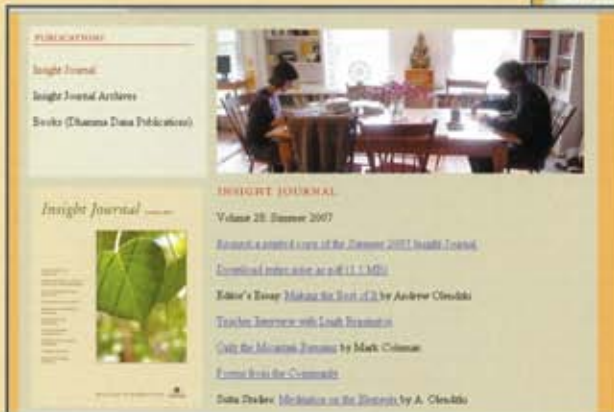 PUBLICATIONS
Insight Journal
Insight Journal Archives
Books (Dhamma Dana Publications)
Insight Journal
INSIGHT JOURNAL
Volume 28: Summer 2007
Request a printed copy of the Summer 2007 Insight Journal
Download entire issue as pdf (1.1 MB)
Editor's Essay: Making the Best of It by Andrew Olendzki
Teacher Interview with Leigh Brasington
Only the Mountain Remains by Mark Coleman
Poems from the Community
Sutta Studies: Meditation on the Elements by A. Olendzki